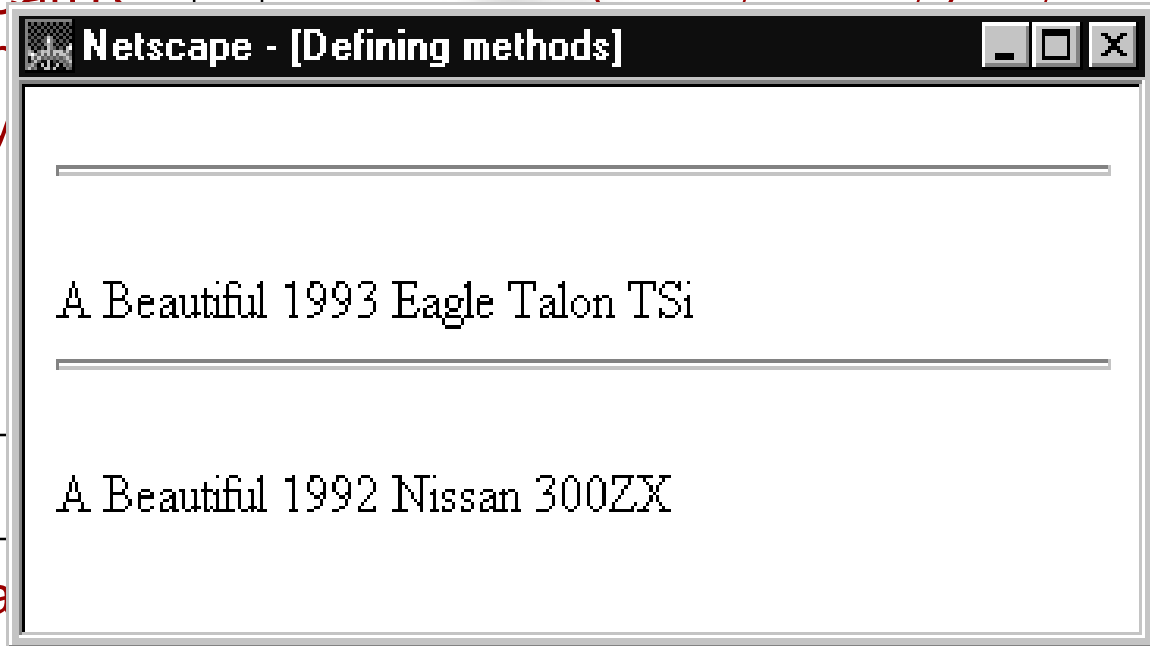 Netscape - [Defining methods]
A Beautiful 1993 Eagle Talon TSi
A Beautiful 1992 Nissan 300ZX